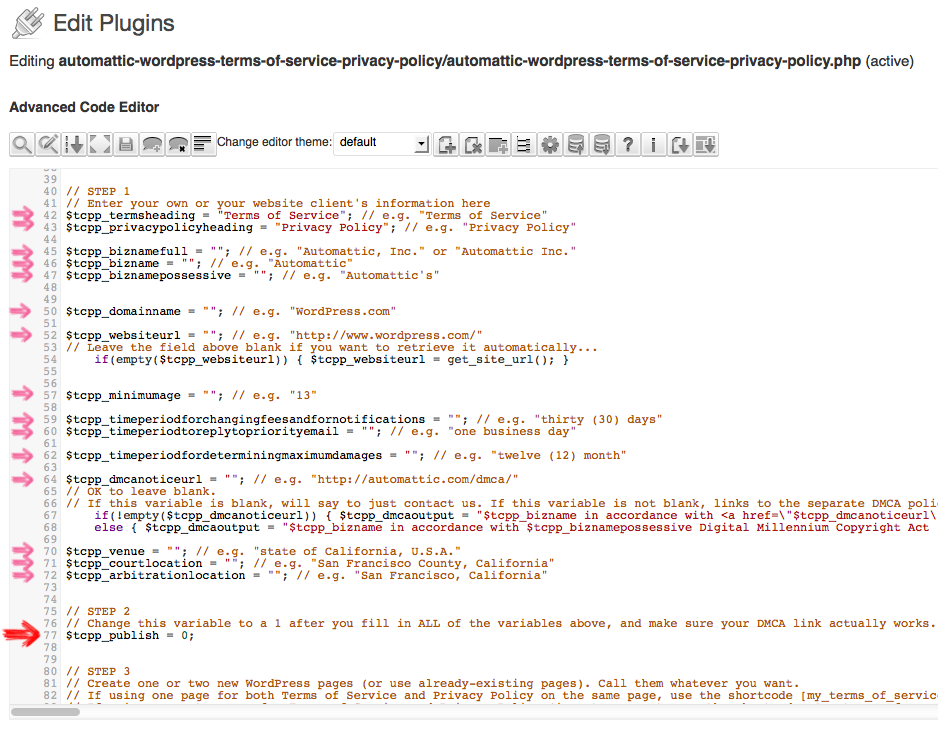 Edit Plugins
Editing automattic-wordpress-terms-of-service-privacy-policy/automattic-wordpress-terms-of-service-privacy-policy.php (active)
Advanced Code Editor
Change editor theme: default
39
40 // STEP 1
41 // Enter your own or your website client's information here
42 $tcpp_termsheading = "Terms of Service"; // e.g. "Terms of Service"
43 $tcpp_privacypolicyheading = "Privacy Policy"; // e.g. "Privacy Policy"
44
45 $tcpp_biznamefull = ""; // e.g. "Automattic, Inc." or "Automattic Inc."
46 $tcpp_bizname = ""; // e.g. "Automattic"
47 $tcpp_biznamepossessive = ""; // e.g. "Automattic's"
48
49
50 $tcpp_domainname = ""; // e.g. "WordPress.com"
51
52 $tcpp_websiteurl = ""; // e.g. "http://www.wordpress.com/"
53 // Leave the field above blank if you want to retrieve it automatically...
54 if(empty($tcpp_websiteurl)) { $tcpp_websiteurl = get_site_url(); }
55
56
57 $tcpp_minimumage = ""; // e.g. "13"
58
59 $tcpp_timeperiodforchangingfeesandfornotifications = ""; // e.g. "thirty (30) days"
60 $tcpp_timeperiodtoreplytopriorityemail = ""; // e.g. "one business day"
61
62 $tcpp_timeperiodfordeterminingmaximumdamages = ""; // e.g. "twelve (12) month"
63
64 $tcpp_dmcanoticeurl = ""; // e.g. "http://automattic.com/dmca/"
65 // OK to leave blank.
66 // If this variable is blank, will say to just contact us. If this variable is not blank, links to the separate DMCA poli
67 if(!empty($tcpp_dmcanoticeurl)) { $tcpp_dmcaoutput = "$tcpp_bizname in accordance with <a href=\"$tcpp_dmcanoticeurl\
68 else { $tcpp_dmcaoutput = "$tcpp_bizname in accordance with $tcpp_biznamepossessive Digital Millennium Copyright Act
69
70 $tcpp_venue = ""; // e.g. "state of California, U.S.A."
71 $tcpp_courtlocation = ""; // e.g. "San Francisco County, California"
72 $tcpp_arbitrationlocation = ""; // e.g. "San Francisco, California"
73
74
75 // STEP 2
76 // Change this variable to a 1 after you fill in ALL of the variables above, and make sure your DMCA link actually works.
77 $tcpp_publish = 0;
78
79
80 // STEP 3
81 // Create one or two new WordPress pages (or use already-existing pages). Call them whatever you want.
82 // If using one page for both Terms of Service and Privacy Policy on the same page, use the shortcode [my_terms_of_servic